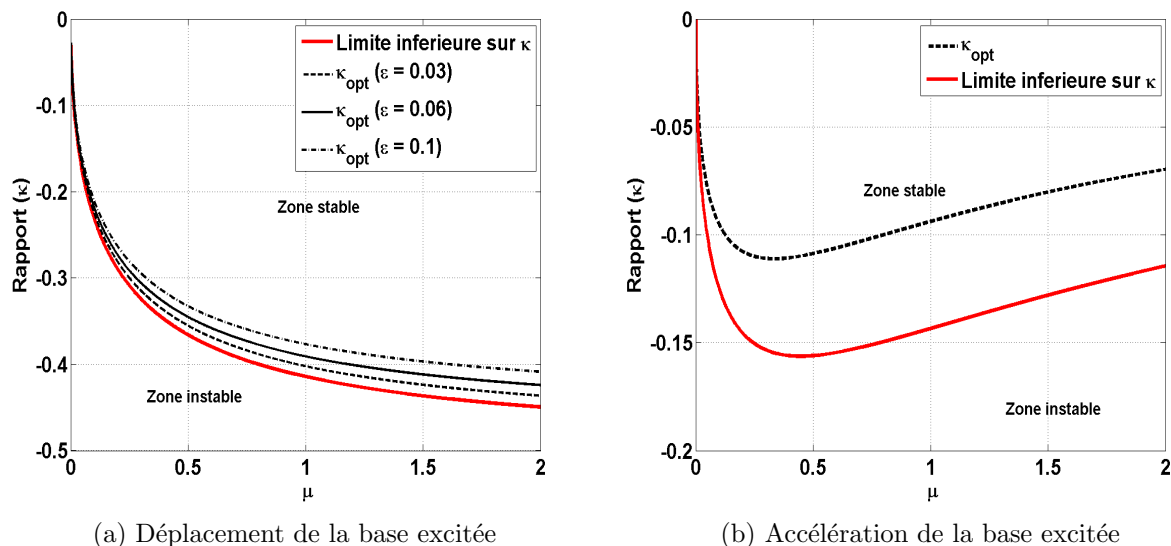 0
-0.1
-0.2
-0.3
-0.4
-0.5
Rapport (κ)
0
0.5
1
1.5
2
μ
Limite inferieure sur κ
κopt (ε = 0.03)
κopt (ε = 0.06)
κopt (ε = 0.1)
Zone stable
Zone instable
(a) Déplacement de la base excitée
0
-0.05
-0.1
-0.15
-0.2
Rapport (κ)
0
0.5
1
1.5
2
μ
κopt
Limite inferieure sur κ
Zone stable
Zone instable
(b) Accélération de la base excitée